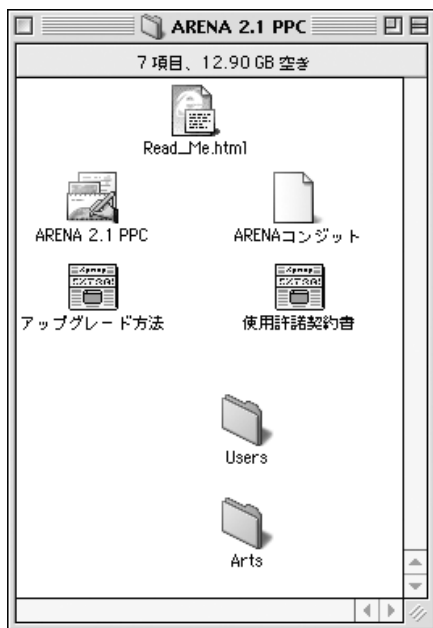 ARENA 2.1 PPC
7 項目、12.90 GB 空き
Read_Me.html
ARENA 2.1 PPC
ARENAコンジット
アップグレード方法
使用許諾契約書
Users
Arts